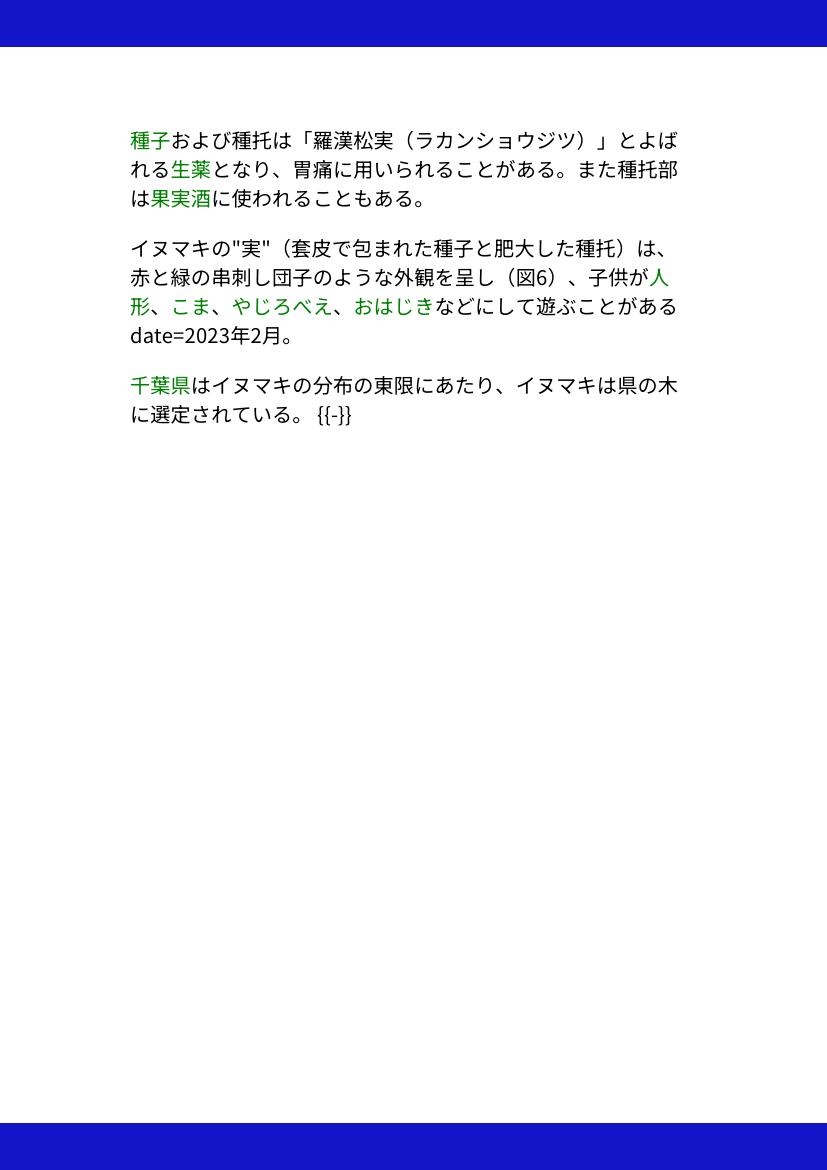 種子および種托は「羅漢松実（ラカンショウジツ）」とよば
れる生薬となり、胃痛に用いられることがある。また種托部
は果実酒に使われることもある。
イヌマキの"実"（套皮で包まれた種子と肥大した種托）は、
赤と緑の串刺し団子のような外観を呈し（図6）、子供が人
形、こま、やじろべえ、おはじきなどにして遊ぶことがある
date=2023年2月。
千葉県はイヌマキの分布の東限にあたり、イヌマキは県の木
に選定されている。 {{-}}